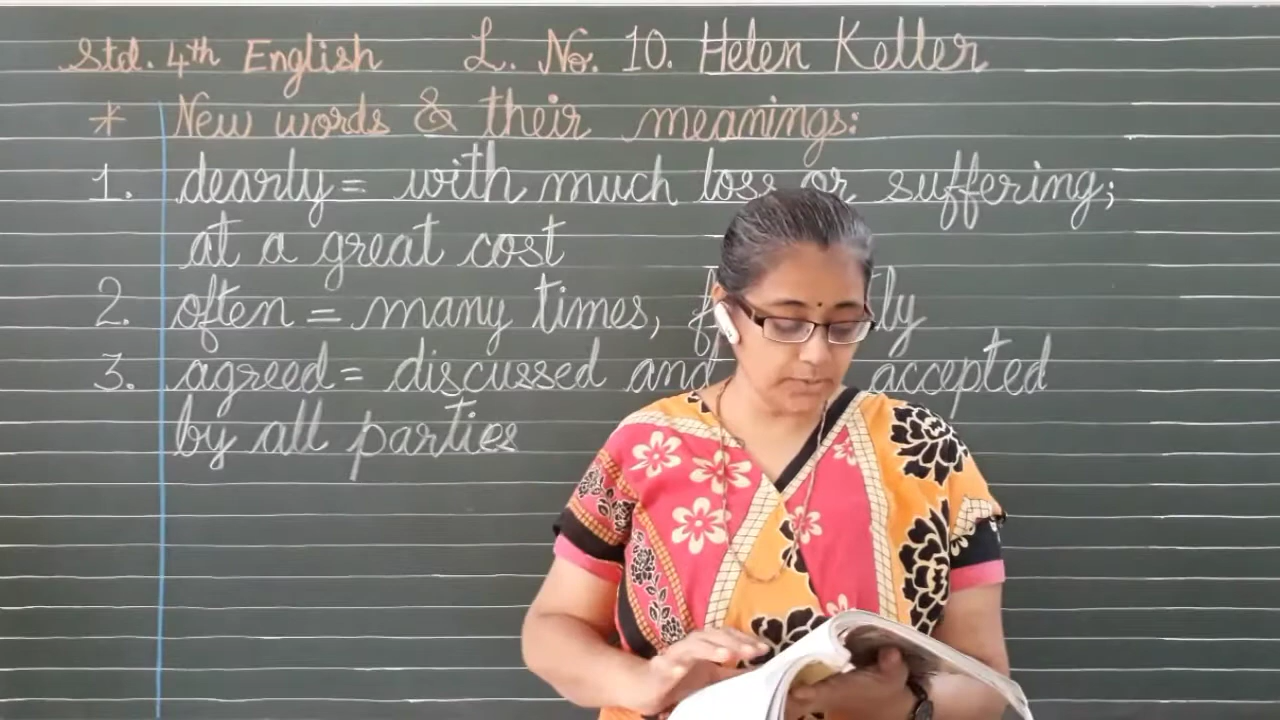 Std. 4th English L. No. 10. Helen Keller
* New words & their meanings:
1. dearly = with much loss or suffering;
at a great cost
2. often = many times,
3. agreed = discussed and accepted
by all parties